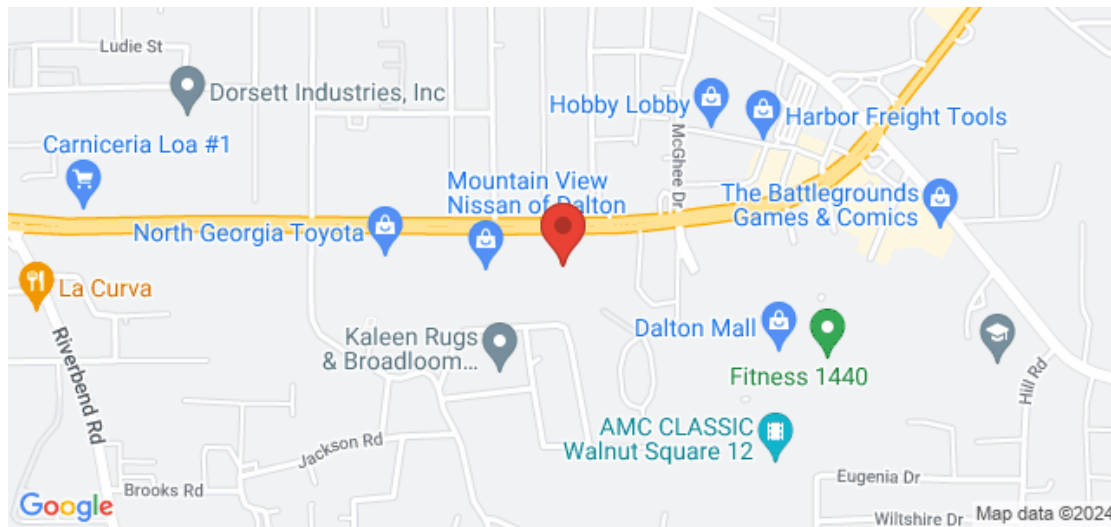 Ludie St
Dorsett Industries, Inc
Hobby Lobby
Harbor Freight Tools
McGhee Dr
Carniceria Loa #1
Mountain View
Nissan of Dalton
The Battlegrounds
Games & Comics
North Georgia Toyota
La Curva
Riverbend Rd
Kaleen Rugs
& Broadloom...
Dalton Mall
Fitness 1440
Hill Rd
AMC CLASSIC
Walnut Square 12
Jackson Rd
Brooks Rd
Eugenia Dr
Wiltshire Dr
Google
Map data ©2024